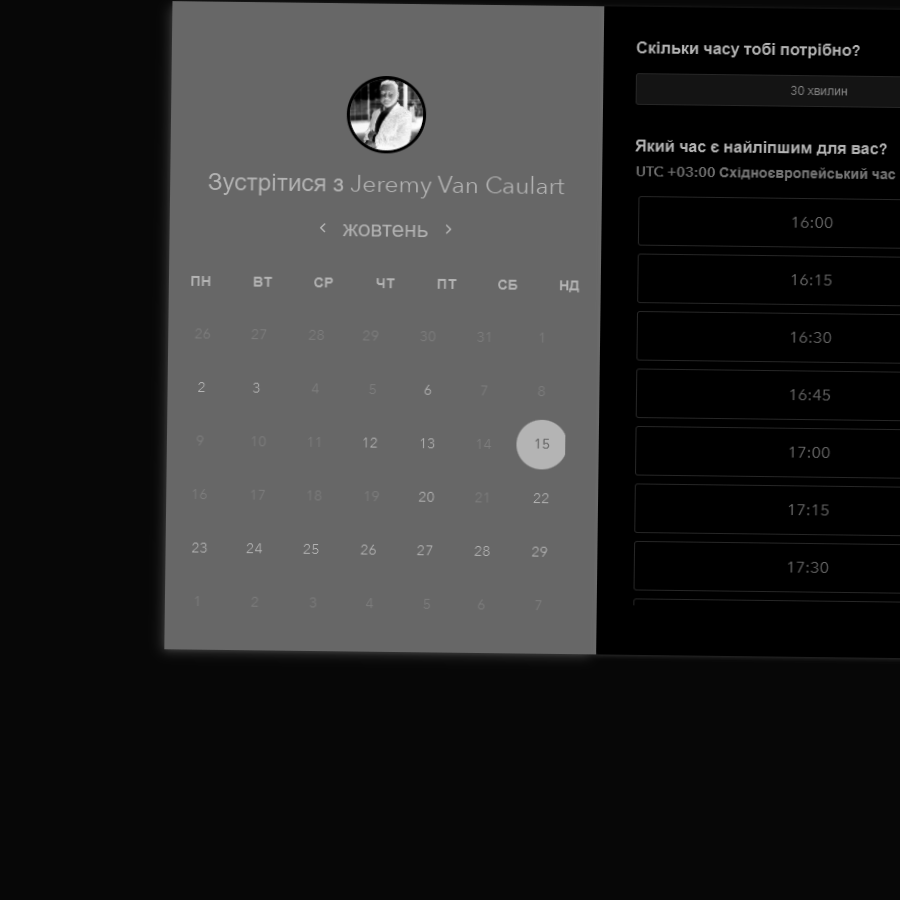 Зустрітися з Jeremy Van Caulart
‹ жовтень ›
ПН ВТ СР ЧТ ПТ СБ НД
26 27 28 29 30 31 1
2 3 4 5 6 7 8
9 10 11 12 13 14 15
16 17 18 19 20 21 22
23 24 25 26 27 28 29
1 2 3 4 5 6 7
Скільки часу тобі потрібно?
30 хвилин
Який час є найліпшим для вас?
UTC +03:00 Східноєвропейський час
16:00
16:15
16:30
16:45
17:00
17:15
17:30